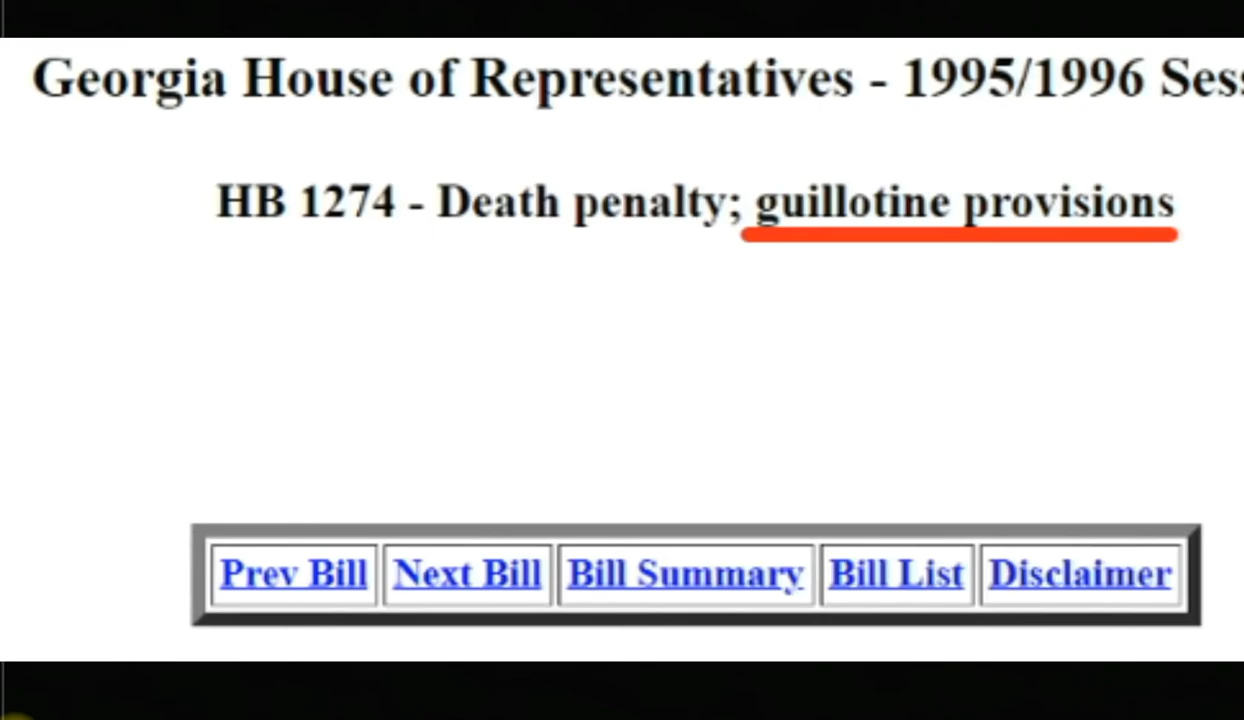 Georgia House of Representatives - 1995/1996 Sess
HB 1274 - Death penalty; guillotine provisions
Prev Bill Next Bill Bill Summary Bill List Disclaimer